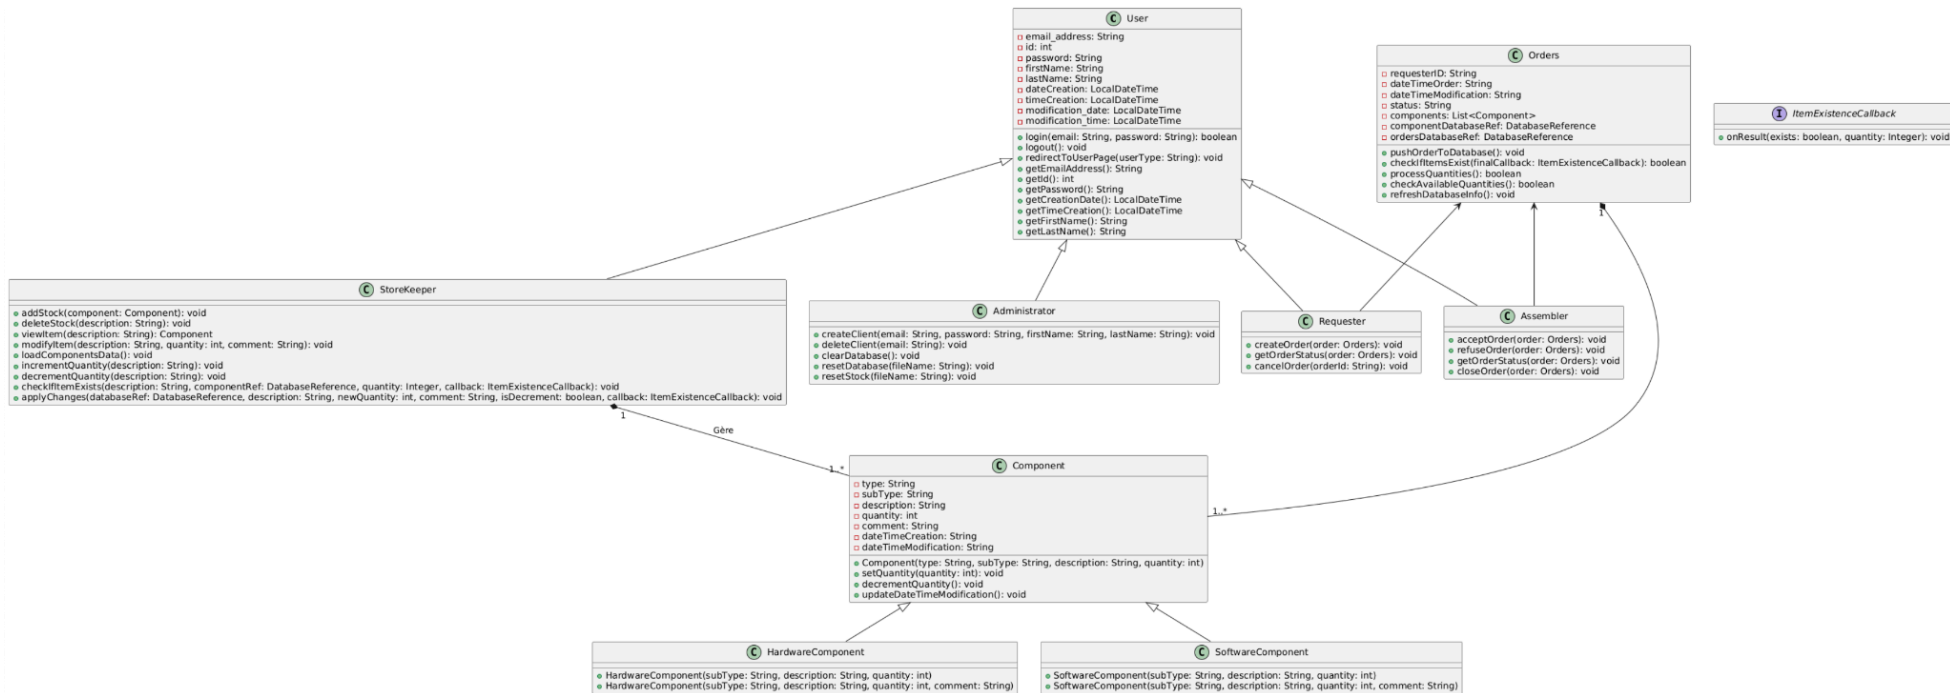 C User
email_address: String
id: int
password: String
firstName: String
lastName: String
dateCreation: LocalDateTime
timeCreation: LocalDateTime
modification_date: LocalDateTime
modification_time: LocalDateTime
login(email: String, password: String): boolean
logout(): void
redirectToUserPage(userType: String): void
getEmailAddress(): String
getId(): int
getPassword(): String
getCreationDate(): LocalDateTime
getTimeCreation(): LocalDateTime
getFirstName(): String
getLastName(): String
C Orders
requesterID: String
dateTimeOrder: String
dateTimeModification: String
status: String
components: List<Component>
componentDatabaseRef: DatabaseReference
ordersDatabaseRef: DatabaseReference
pushOrderToDatabase(): void
checkIfItemsExist(finalCallback: ItemExistenceCallback): boolean
processQuantities(): boolean
checkAvailableQuantities(): boolean
refreshDatabaseInfo(): void
1
I ItemExistenceCallback
onResult(exists: boolean, quantity: Integer): void
C StoreKeeper
addStock(component: Component): void
deleteStock(description: String): void
viewItem(description: String): Component
modifyItem(description: String, quantity: int, comment: String): void
loadComponentsData(): void
incrementQuantity(description: String): void
decrementQuantity(description: String): void
checkIfItemExists(description: String, componentRef: DatabaseReference, quantity: Integer, callback: ItemExistenceCallback): void
applyChanges(databaseRef: DatabaseReference, description: String, newQuantity: int, comment: String, isDecrement: boolean, callback: ItemExistenceCallback): void
C Administrator
createClient(email: String, password: String, firstName: String, lastName: String): void
deleteClient(email: String): void
clearDatabase(): void
resetDatabase(fileName: String): void
resetStock(fileName: String): void
C Requester
createOrder(order: Orders): void
getOrderStatus(order: Orders): void
cancelOrder(orderId: String): void
C Assembler
acceptOrder(order: Orders): void
refuseOrder(order: Orders): void
getOrderStatus(order: Orders): void
closeOrder(order: Orders): void
1
Gère
1..*
1..*
C Component
type: String
subType: String
description: String
quantity: int
comment: String
dateTimeCreation: String
dateTimeModification: String
Component(type: String, subType: String, description: String, quantity: int)
setQuantity(quantity: int): void
decrementQuantity(): void
updateDateTimeModification(): void
C HardwareComponent
HardwareComponent(subType: String, description: String, quantity: int)
HardwareComponent(subType: String, description: String, quantity: int, comment: String)
C SoftwareComponent
SoftwareComponent(subType: String, description: String, quantity: int)
SoftwareComponent(subType: String, description: String, quantity: int, comment: String)